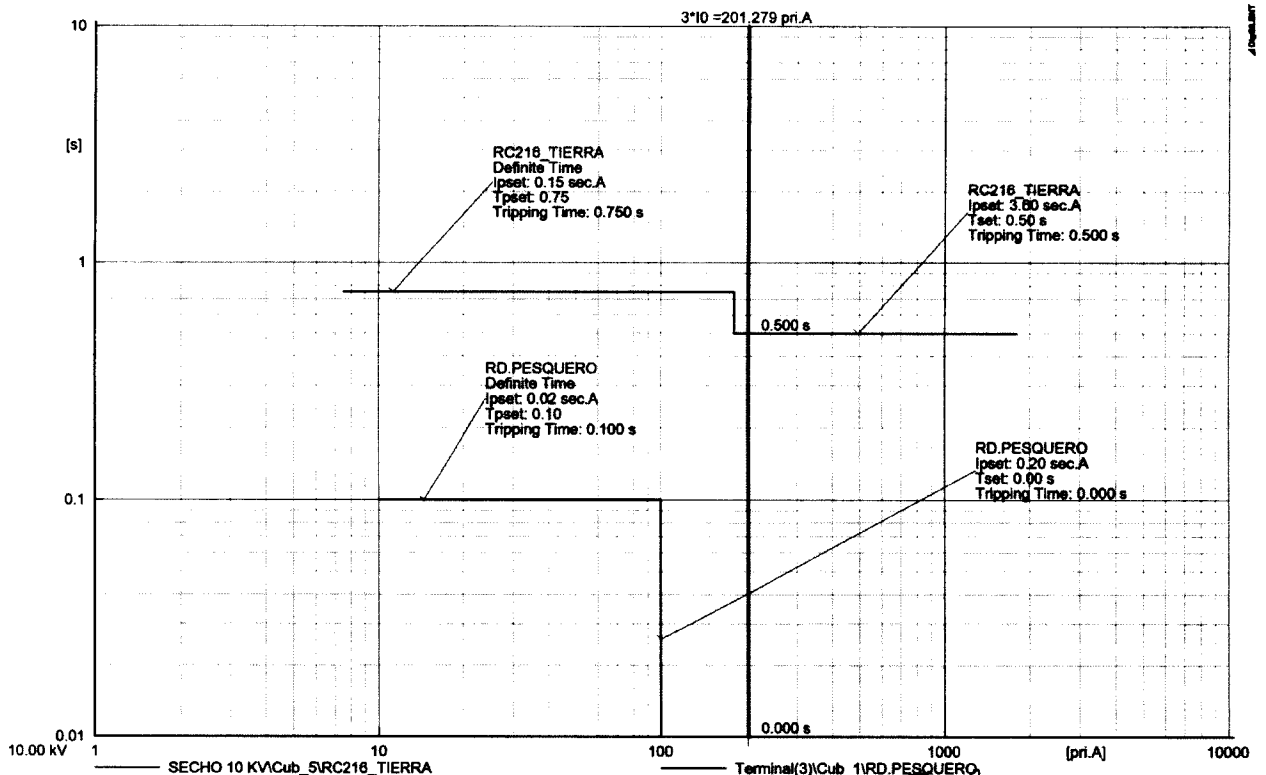 3*I0 =201.279 pri.A
DIgSILENT
10
[s]
RC216_TIERRA
Definite Time
Ipset: 0.15 sec.A
Tpset: 0.75
Tripping Time: 0.750 s
RC216_TIERRA
Ipset: 3.60 sec.A
Tset: 0.50 s
Tripping Time: 0.500 s
1
0.500 s
RD.PESQUERO
Definite Time
Ipset: 0.02 sec.A
Tpset: 0.10
Tripping Time: 0.100 s
RD.PESQUERO
Ipset: 0.20 sec.A
Tset: 0.00 s
Tripping Time: 0.000 s
0.1
0.000 s
0.01
10.00 kV
1
10
100
1000
[pri.A]
10000
SECHO 10 KV\Cub_5\RC216_TIERRA
Terminal(3)\Cub_1\RD.PESQUERO